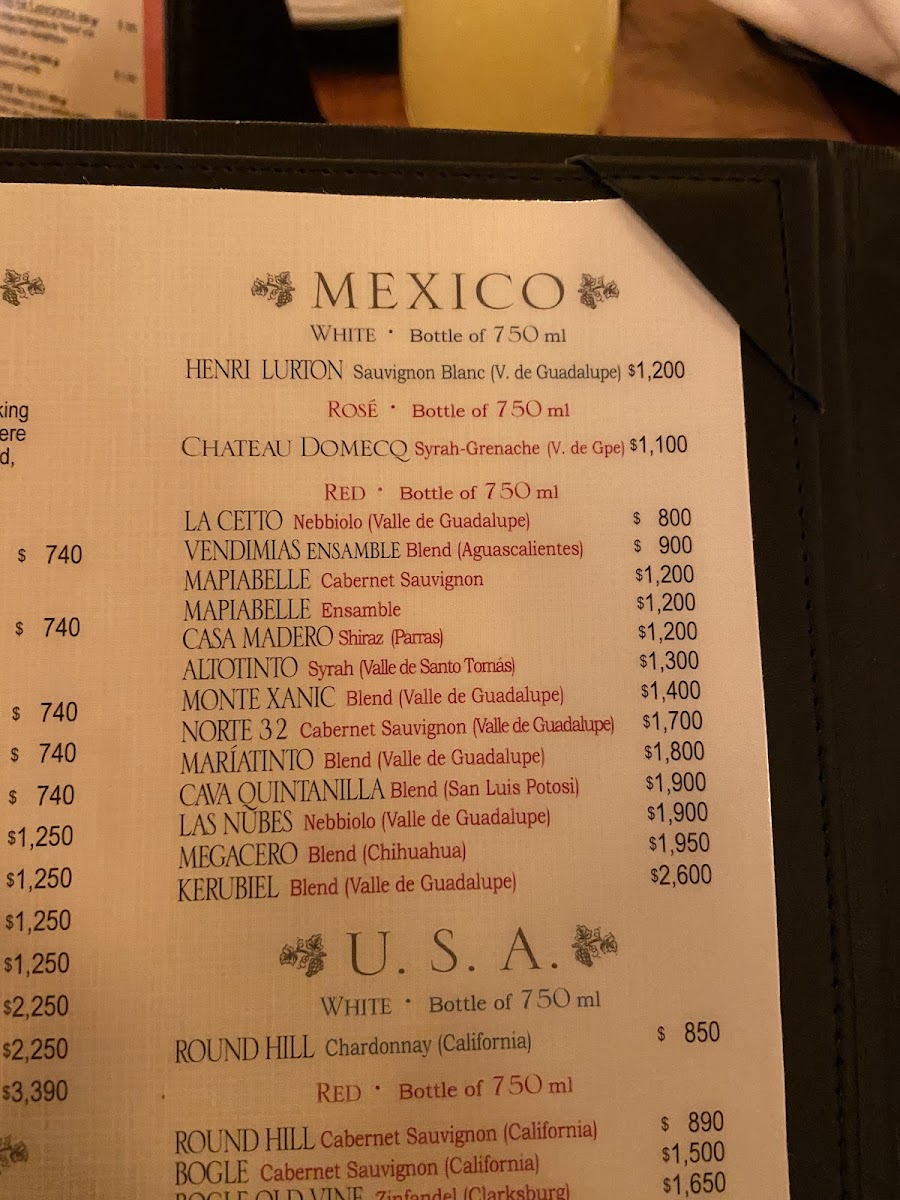 king
ere
d,
$ 740
$ 740
$ 740
$ 740
$ 740
$1,250
$1,250
$1,250
$1,250
$2,250
$2,250
$3,390
MEXICO
WHITE • Bottle of 750 ml
HENRI LURTON Sauvignon Blanc (V. de Guadalupe) $1,200
ROSÉ • Bottle of 750 ml
CHATEAU DOMECQ Syrah-Grenache (V. de Gpe) $1,100
RED • Bottle of 750 ml
LA CETTO Nebbiolo (Valle de Guadalupe) $ 800
VENDIMIAS ENSAMBLE Blend (Aguascalientes) $ 900
MAPIABELLE Cabernet Sauvignon $1,200
MAPIABELLE Ensamble $1,200
CASA MADERO Shiraz (Parras) $1,200
ALTOTINTO Syrah (Valle de Santo Tomás) $1,300
MONTE XANIC Blend (Valle de Guadalupe) $1,400
NORTE 32 Cabernet Sauvignon (Valle de Guadalupe) $1,700
MARÍATINTO Blend (Valle de Guadalupe) $1,800
CAVA QUINTANILLA Blend (San Luis Potosi) $1,900
LAS NUBES Nebbiolo (Valle de Guadalupe) $1,900
MEGACERO Blend (Chihuahua) $1,950
KERUBIEL Blend (Valle de Guadalupe) $2,600
U. S. A.
WHITE • Bottle of 750 ml
ROUND HILL Chardonnay (California) $ 850
RED • Bottle of 750 ml
ROUND HILL Cabernet Sauvignon (California) $ 890
BOGLE Cabernet Sauvignon (California) $1,500
BOGLE OLD VINE Zinfandel (Clarksburg) $1,650